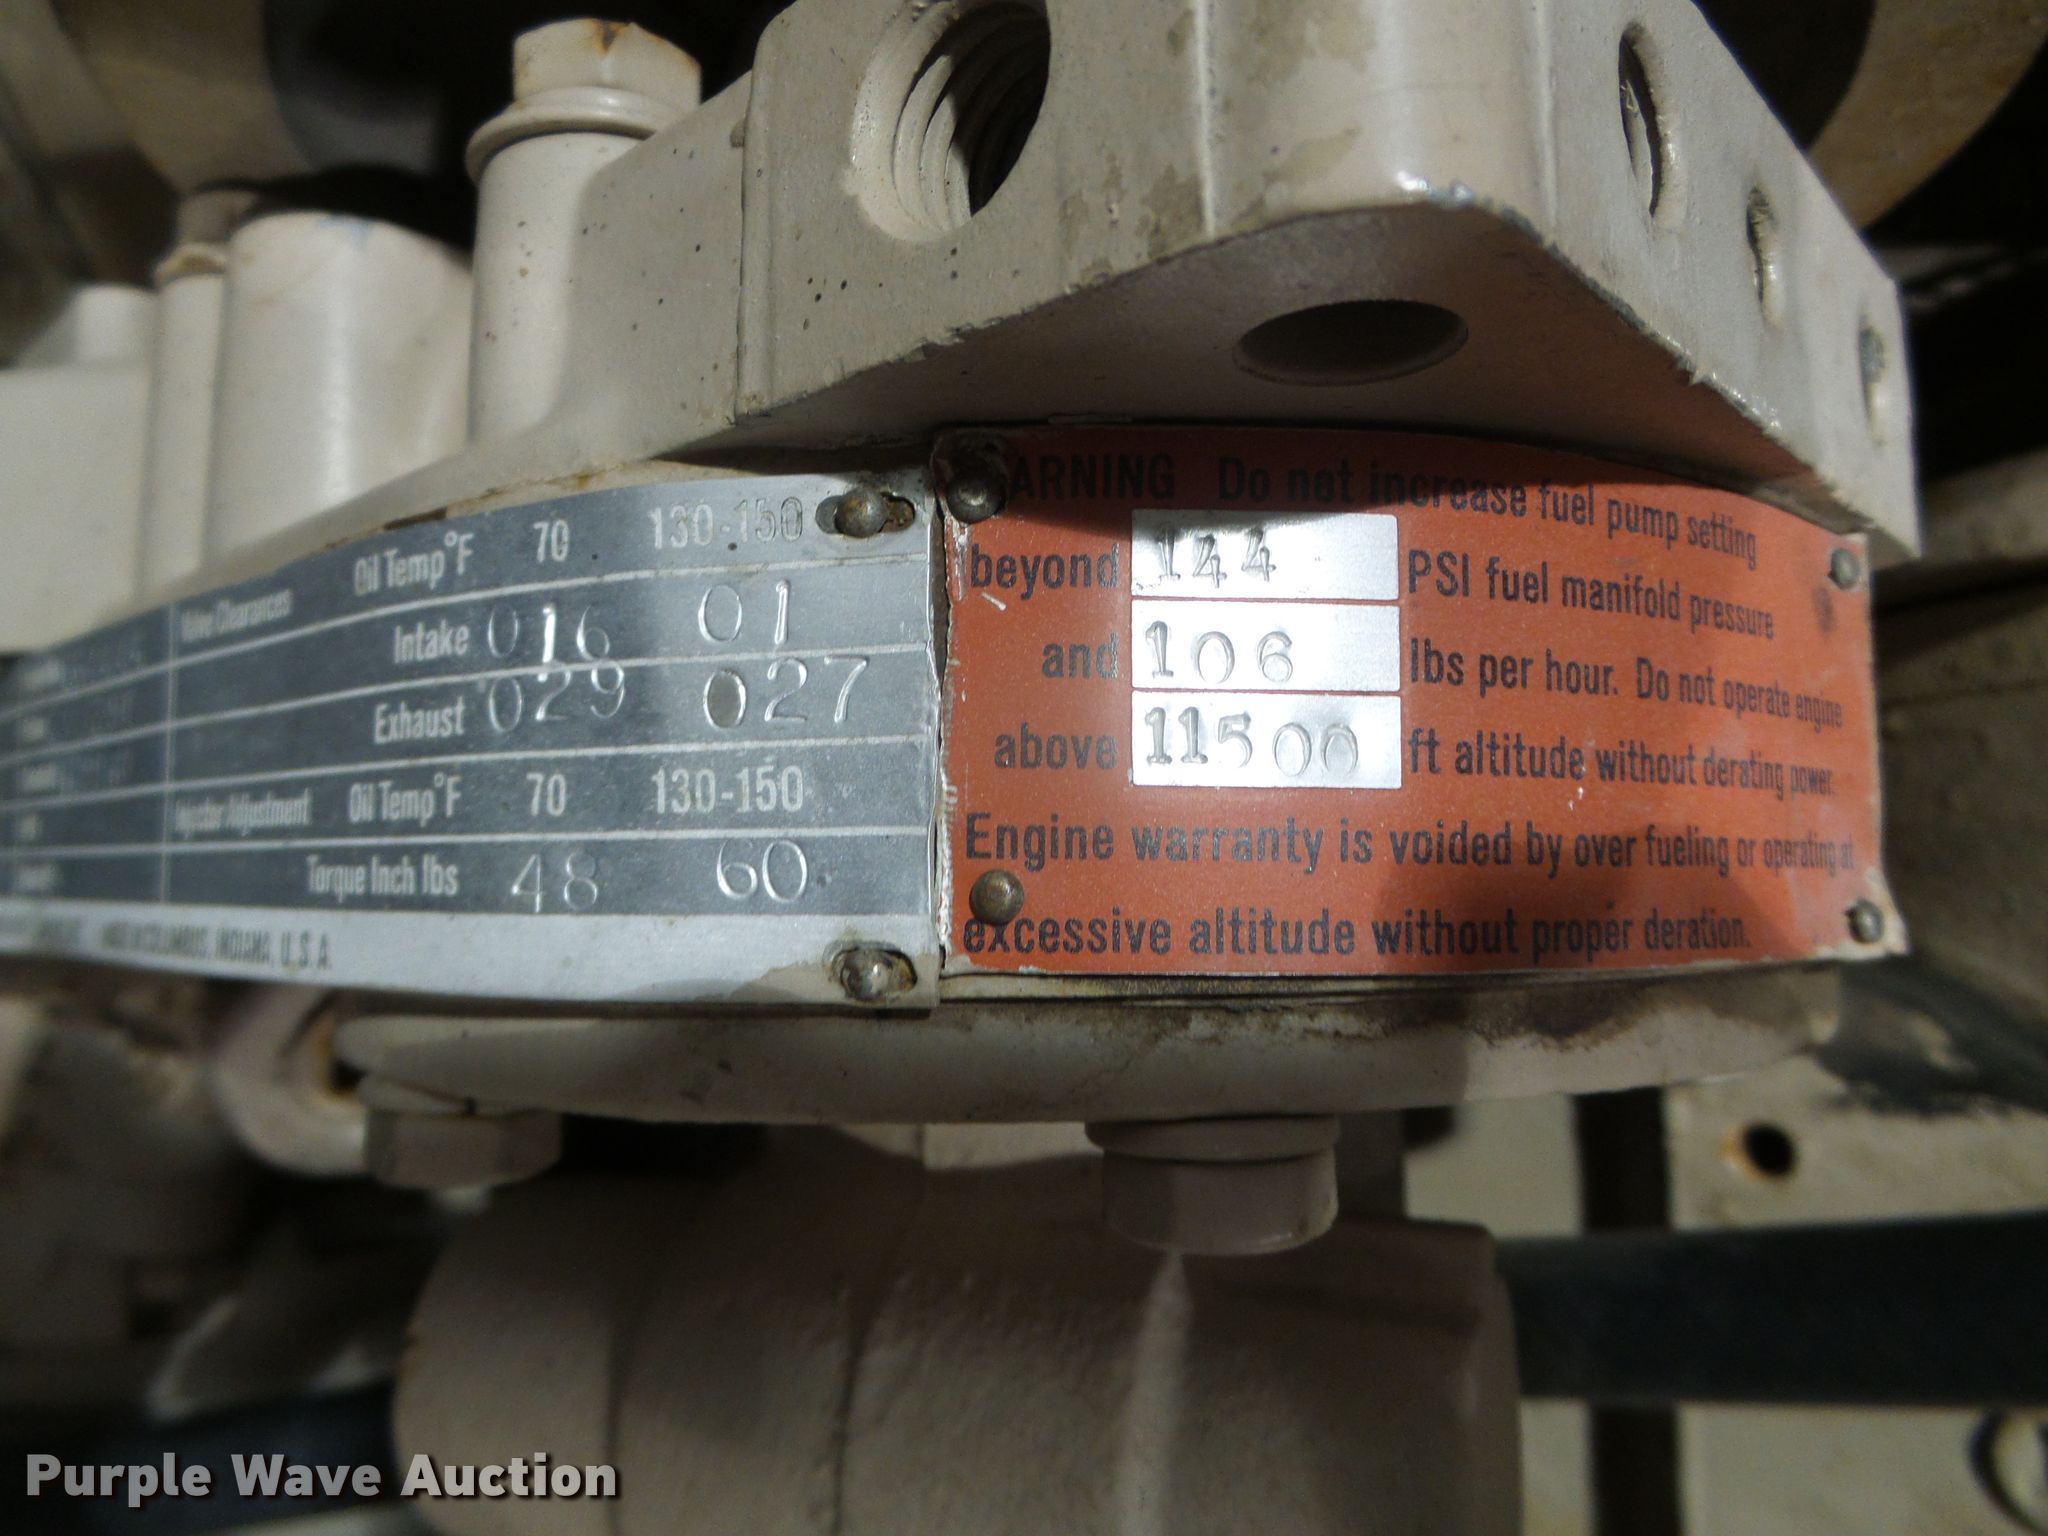 Valve Clearances Oil Temp°F 70 130-150
Intake 016 01
Exhaust 029 027
Injector Adjustment Oil Temp°F 70 130-150
Torque Inch lbs 48 60
COLUMBUS, INDIANA, U.S.A.
WARNING Do not increase fuel pump setting
beyond 144 PSI fuel manifold pressure
and 106 lbs per hour. Do not operate engine
above 11500 ft altitude without derating power.
Engine warranty is voided by over fueling or operating at
excessive altitude without proper deration.
Purple Wave Auction